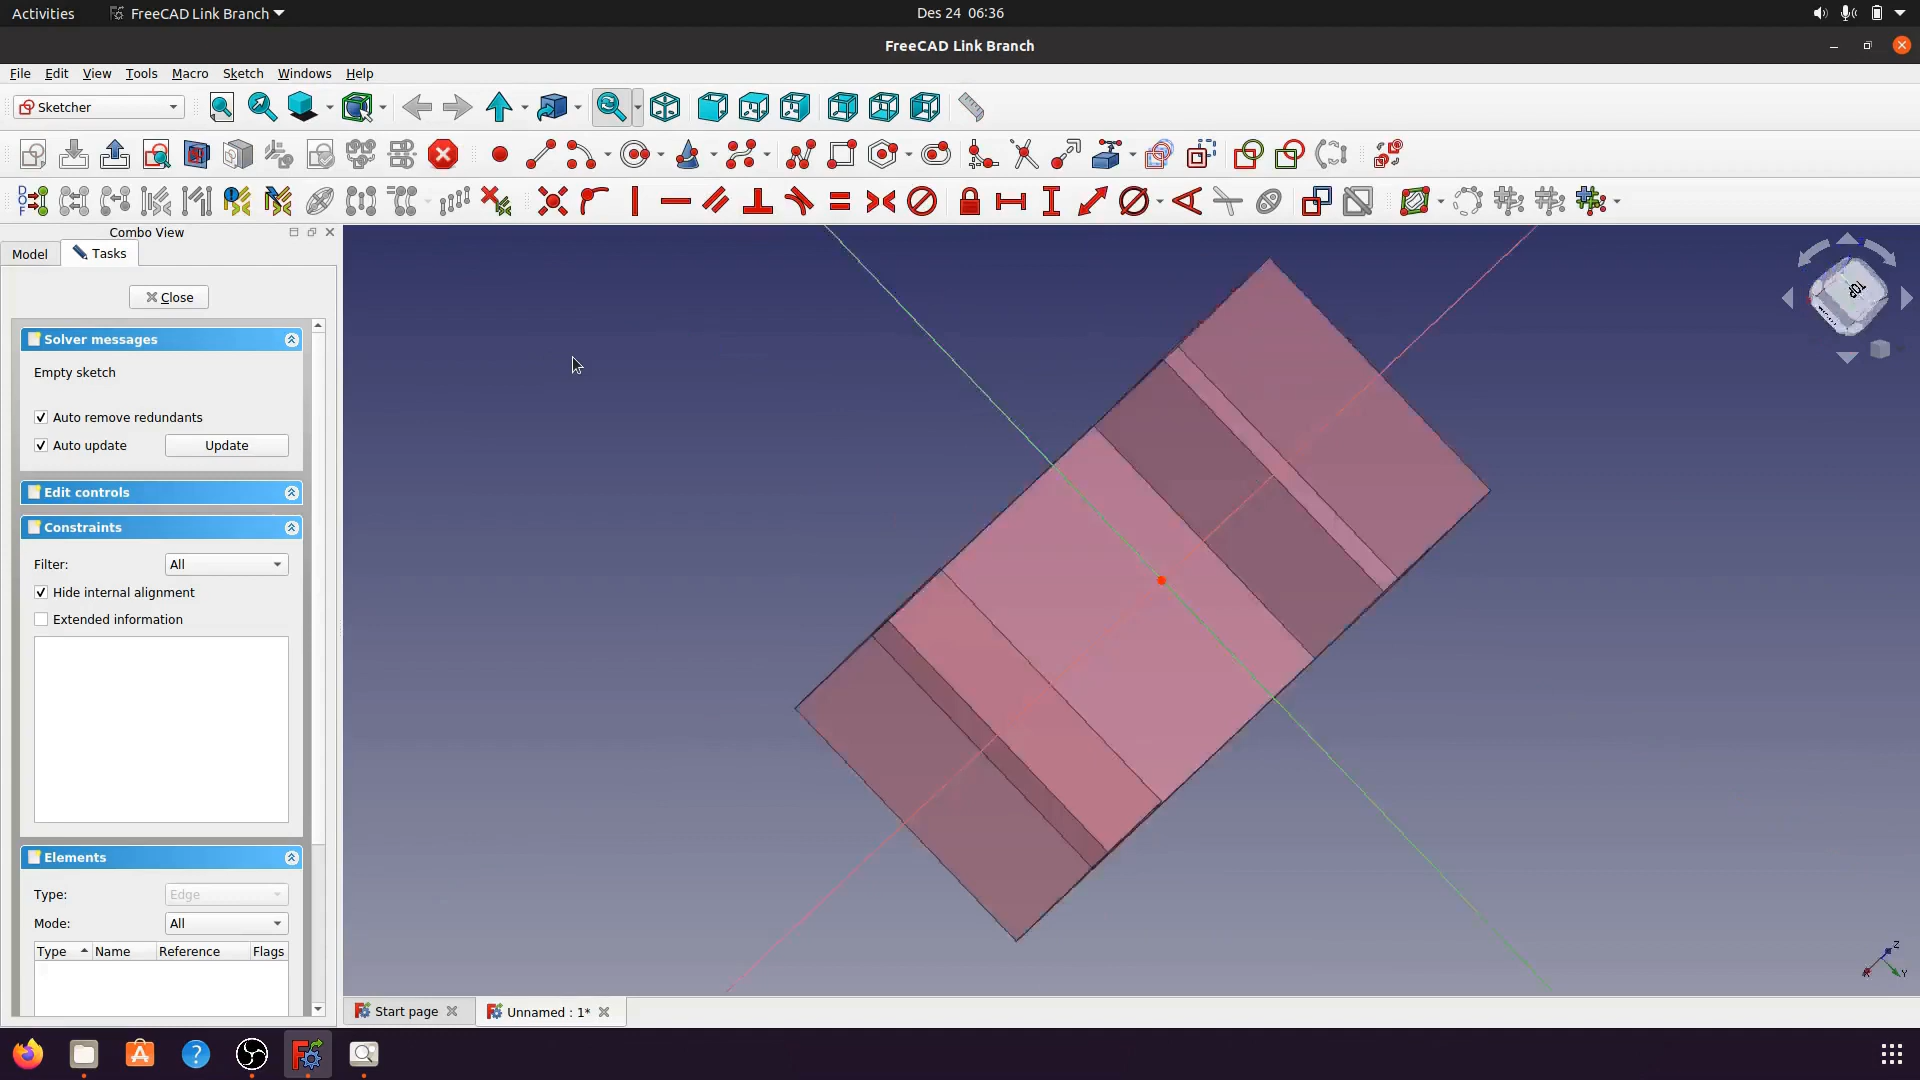 Activities
FreeCAD Link Branch
Des 24 06:36
FreeCAD Link Branch
File Edit View Tools Macro Sketch Windows Help
Sketcher
Combo View
Model
Tasks
Close
Solver messages
Empty sketch
Auto remove redundants
Auto update
Update
Edit controls
Constraints
Filter:
All
Hide internal alignment
Extended information
Elements
Type:
Edge
Mode:
All
Type Name Reference Flags
TOP
Z
Y
Start page
Unnamed : 1*